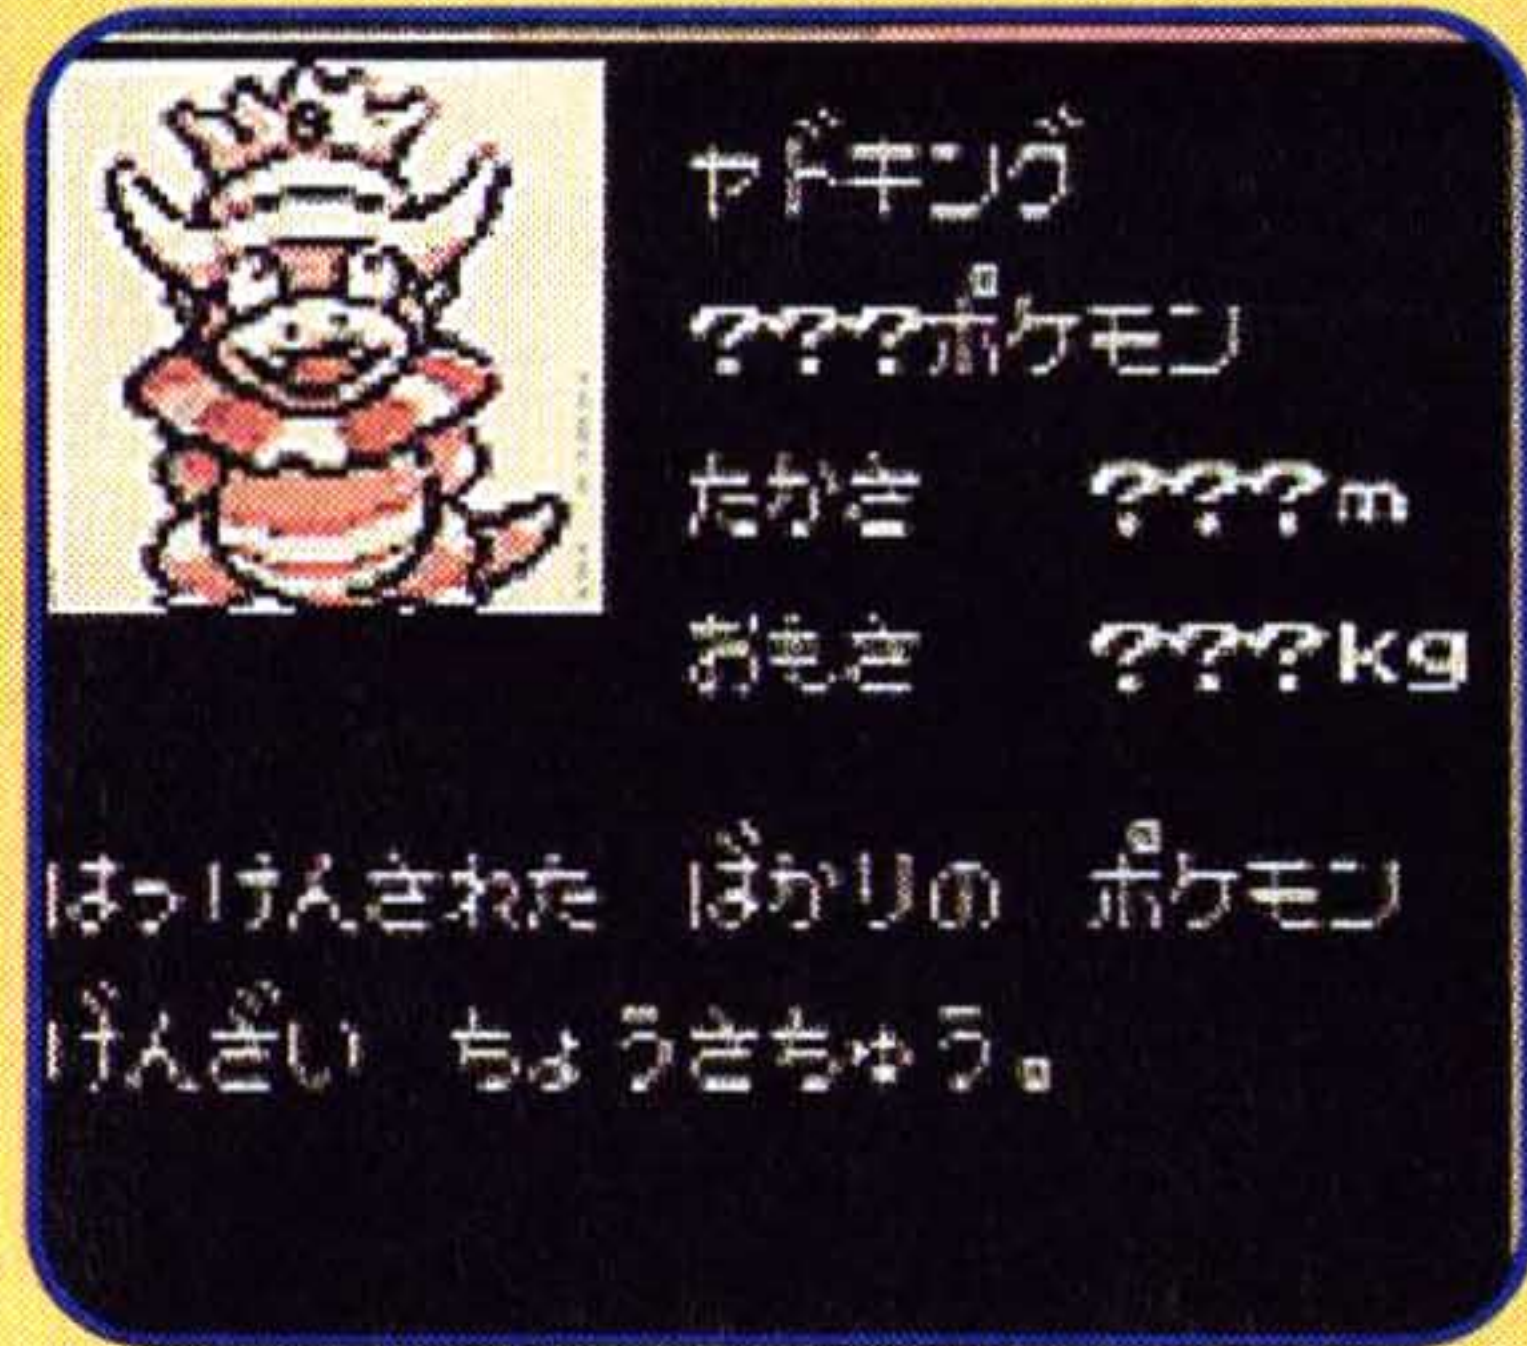 ヤドキング
???ポケモン
たかさ ???m
おもさ ???kg
はっけんされた ばかりの ポケモン
げんざい ちょうさちゅう。